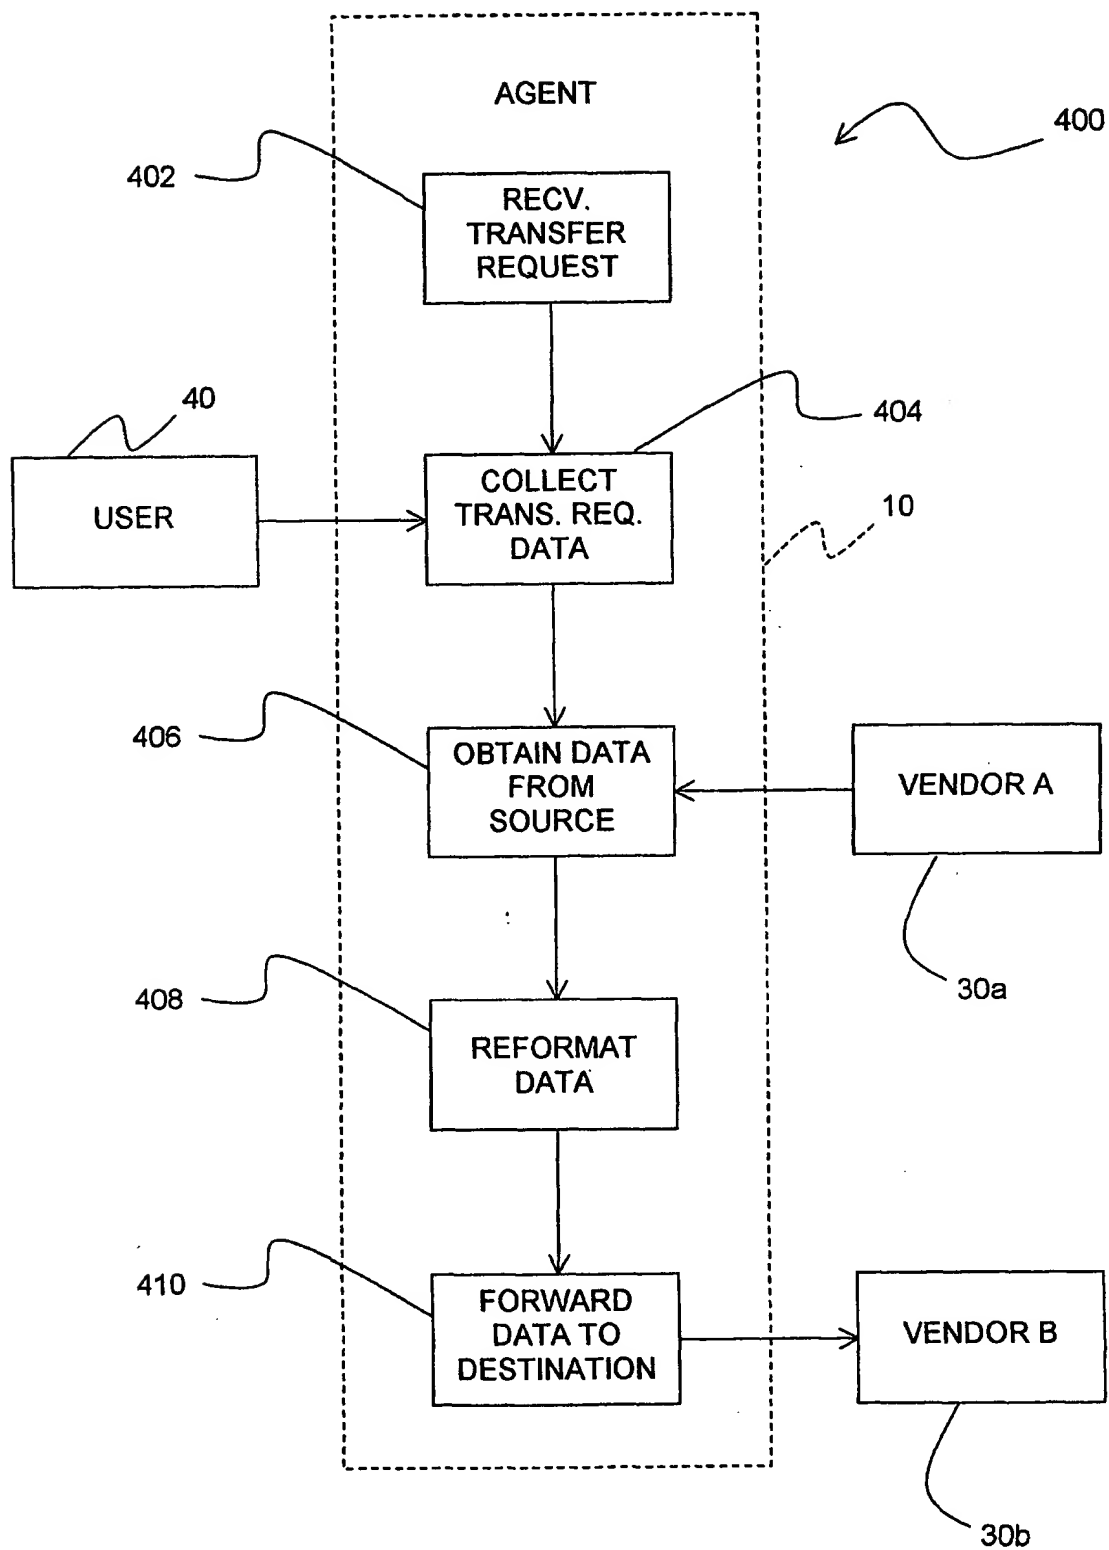 AGENT
400
402
RECV.
TRANSFER
REQUEST
40
404
USER
COLLECT
TRANS. REQ.
DATA
10
406
OBTAIN DATA
FROM
SOURCE
VENDOR A
30a
408
REFORMAT
DATA
410
FORWARD
DATA TO
DESTINATION
VENDOR B
30b